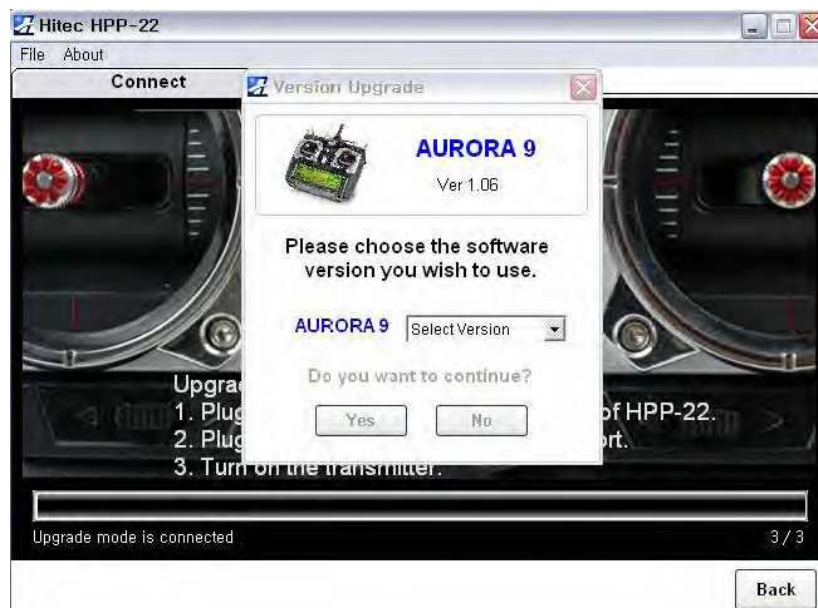 Hitec HPP-22
File About
Connect
Version Upgrade
AURORA 9
Ver 1.06
Please choose the software
version you wish to use.
AURORA 9 Select Version
Do you want to continue?
Yes No
1. Plug of HPP-22.
2. Plug
3. Turn on the transmitter.
Upgrade mode is connected 3 / 3
Back